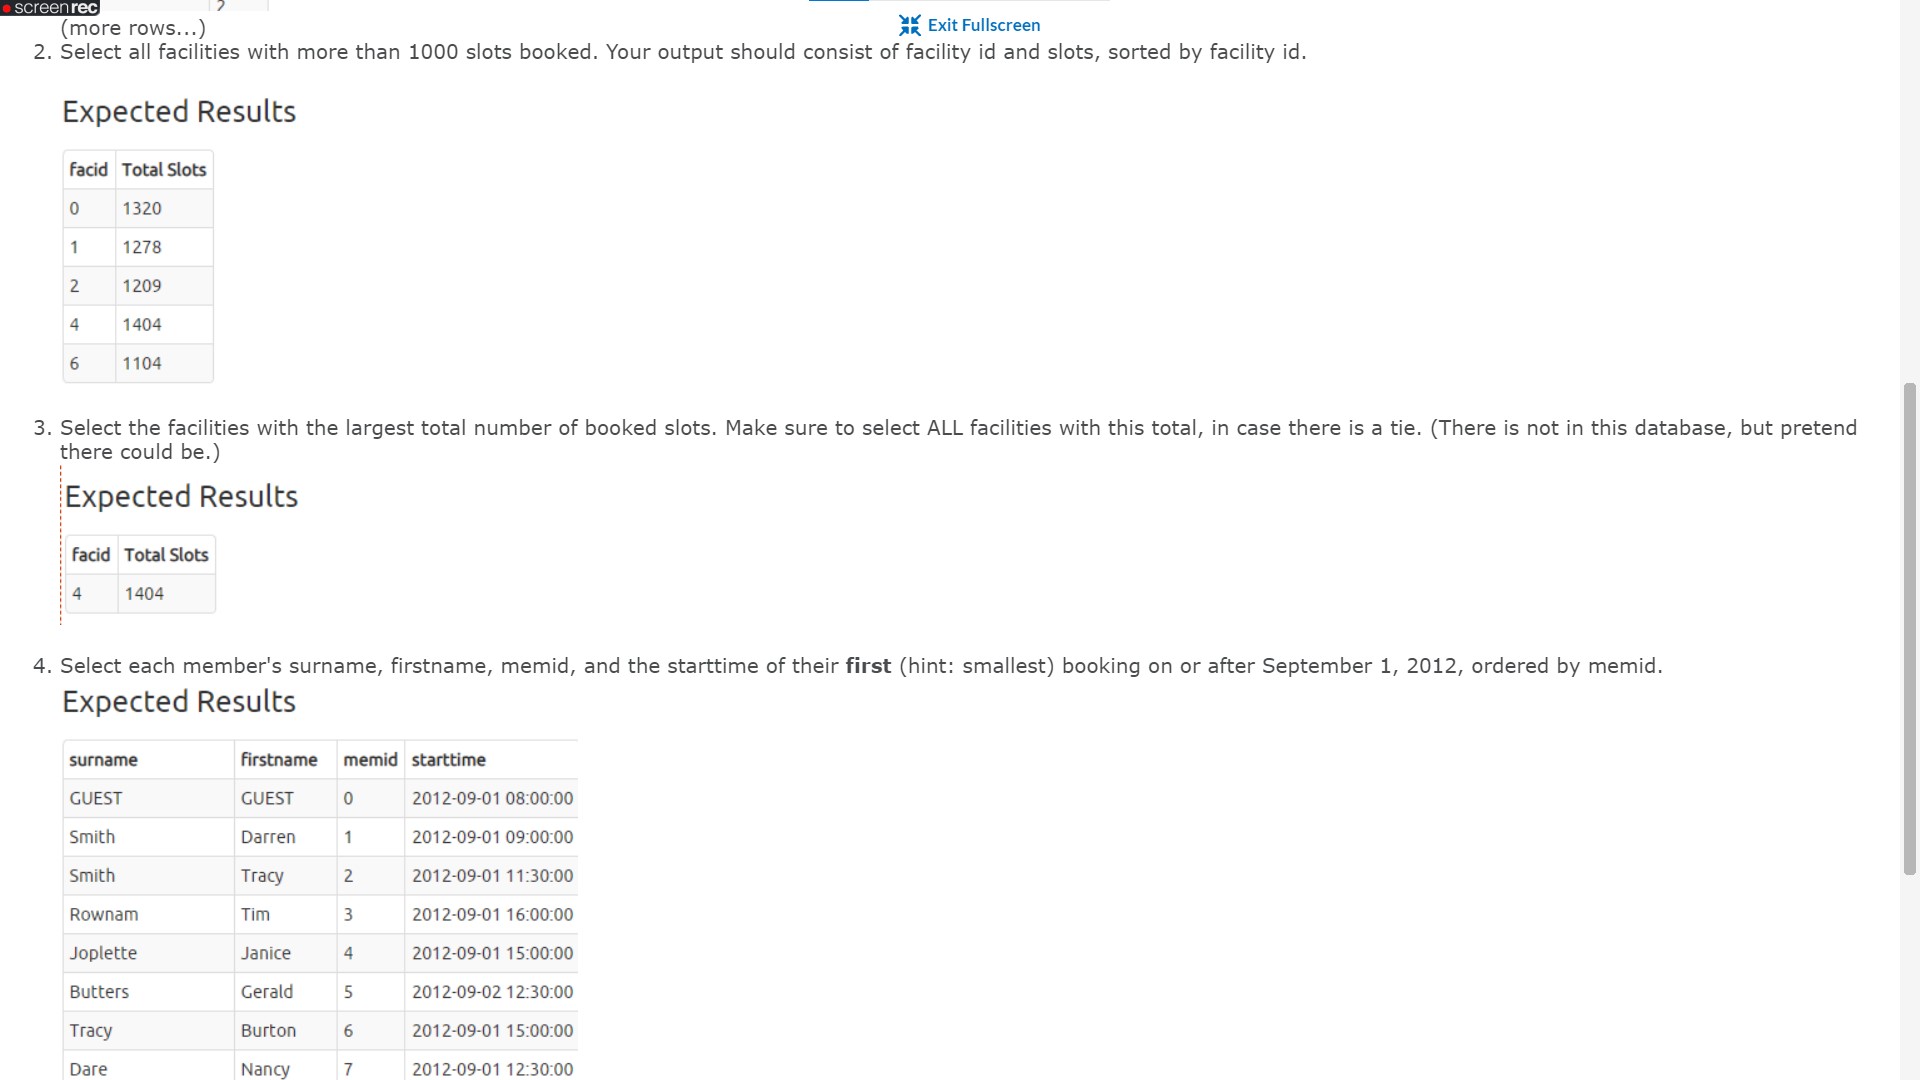 screenrec
2
(more rows...)
Exit Fullscreen
2. Select all facilities with more than 1000 slots booked. Your output should consist of facility id and slots, sorted by facility id.
Expected Results
facid Total Slots
0 1320
1 1278
2 1209
4 1404
6 1104
3. Select the facilities with the largest total number of booked slots. Make sure to select ALL facilities with this total, in case there is a tie. (There is not in this database, but pretend
there could be.)
Expected Results
facid Total Slots
4 1404
4. Select each member's surname, firstname, memid, and the starttime of their first (hint: smallest) booking on or after September 1, 2012, ordered by memid.
Expected Results
surname firstname memid starttime
GUEST GUEST 0 2012-09-01 08:00:00
Smith Darren 1 2012-09-01 09:00:00
Smith Tracy 2 2012-09-01 11:30:00
Rownam Tim 3 2012-09-01 16:00:00
Joplette Janice 4 2012-09-01 15:00:00
Butters Gerald 5 2012-09-02 12:30:00
Tracy Burton 6 2012-09-01 15:00:00
Dare Nancy 7 2012-09-01 12:30:00